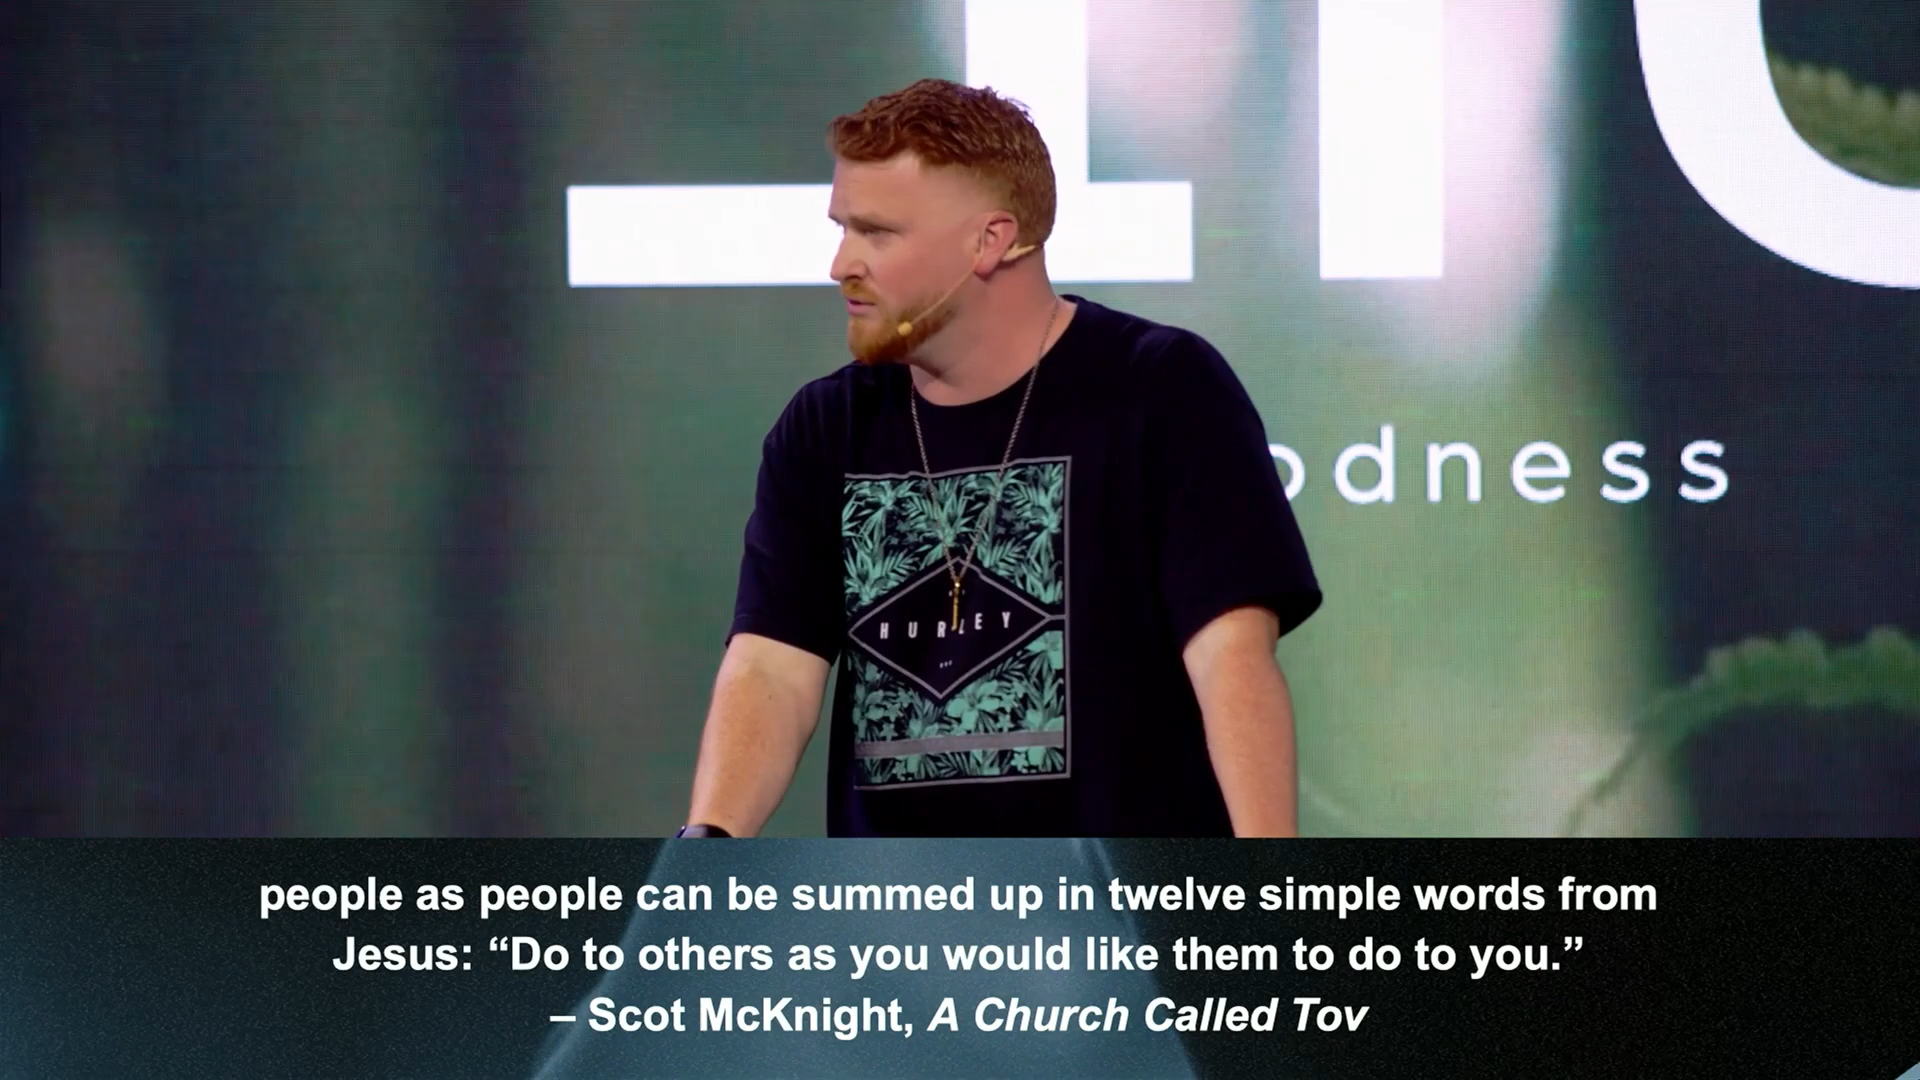 odness
HURLEY
people as people can be summed up in twelve simple words from
Jesus: “Do to others as you would like them to do to you.”
– Scot McKnight, A Church Called Tov